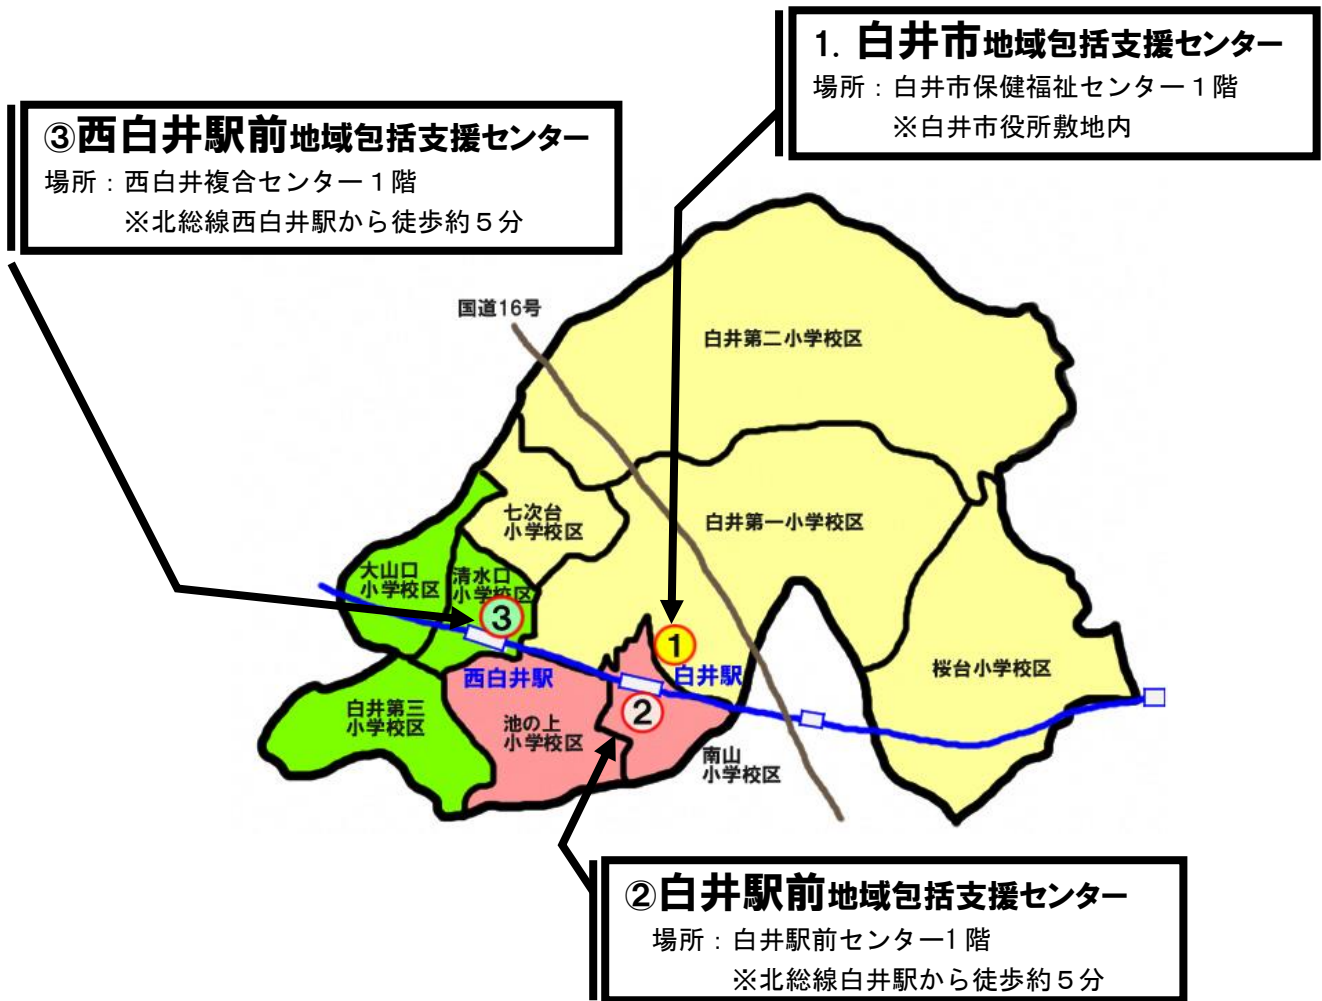 1. 白井市地域包括支援センター
場所：白井市保健福祉センター１階
※白井市役所敷地内
③西白井駅前地域包括支援センター
場所：西白井複合センター１階
※北総線西白井駅から徒歩約５分
国道16号
白井第二小学校区
七次台
小学校区
白井第一小学校区
大山口
小学校区
清水口
小学校区
③
①
桜台小学校区
西白井駅
白井駅
②
白井第三
小学校区
池の上
小学校区
南山
小学校区
②白井駅前地域包括支援センター
場所：白井駅前センター1階
※北総線白井駅から徒歩約５分